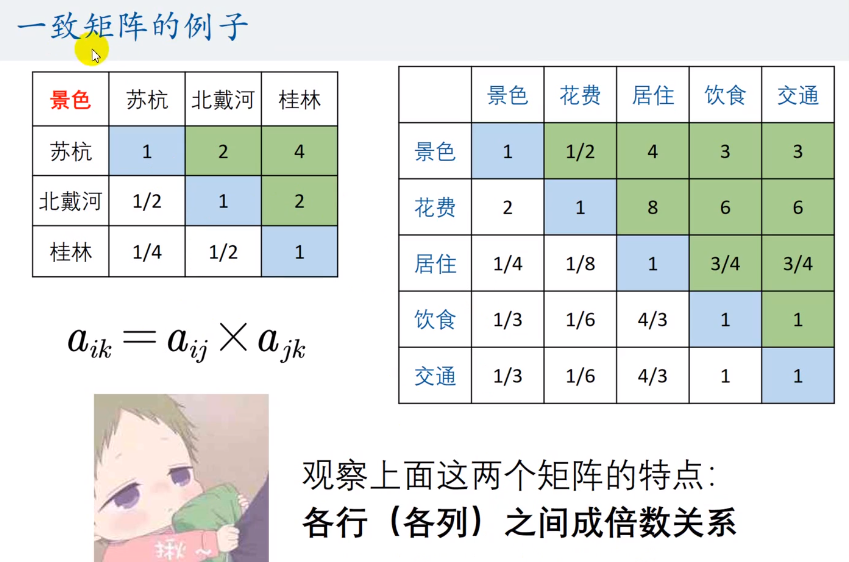 一致矩阵的例子
景色 苏杭 北戴河 桂林
苏杭 1 2 4
北戴河 1/2 1 2
桂林 1/4 1/2 1
景色 花费 居住 饮食 交通
景色 1 1/2 4 3 3
花费 2 1 8 6 6
居住 1/4 1/8 1 3/4 3/4
饮食 1/3 1/6 4/3 1 1
交通 1/3 1/6 4/3 1 1
a_{ik} = a_{ij} × a_{jk}
揪~
观察上面这两个矩阵的特点:
各行（各列）之间成倍数关系